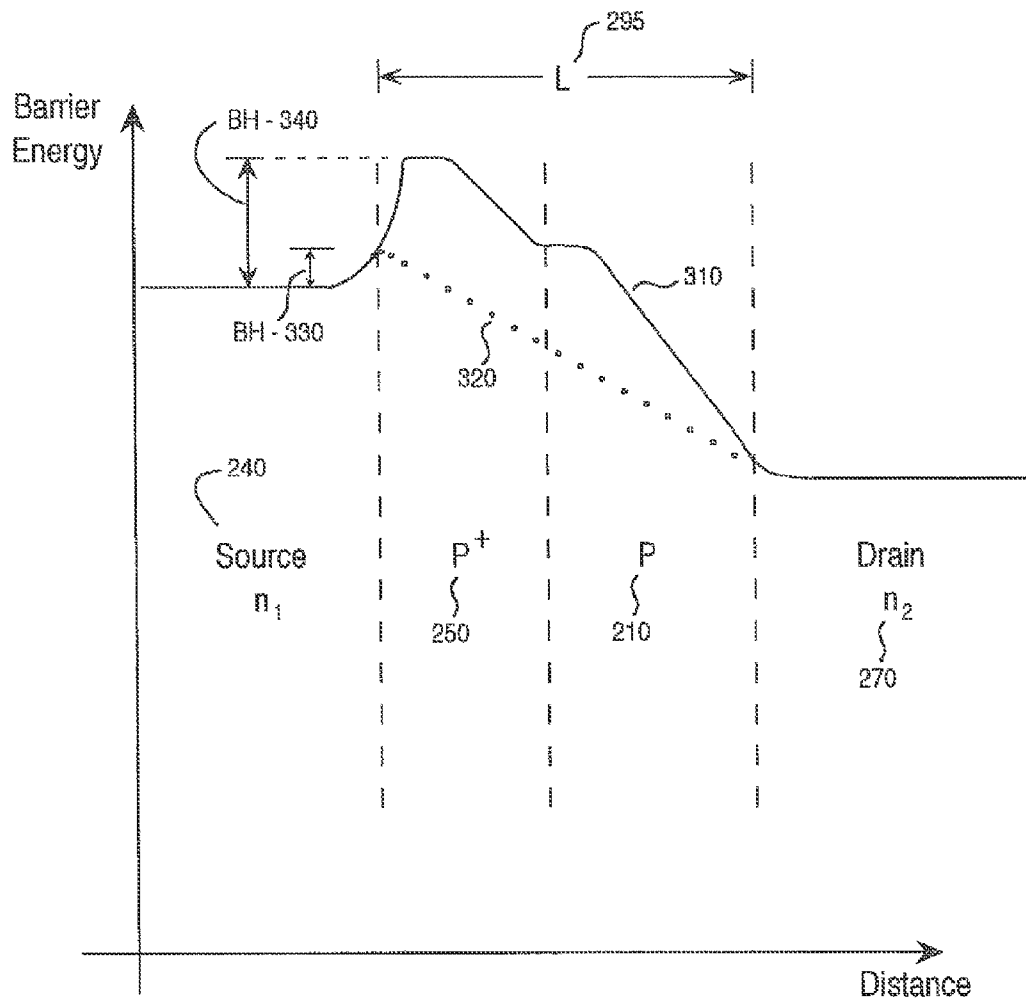 295
L
Barrier
Energy
BH - 340
BH - 330
310
320
240
Source
n₁
P⁺
250
P
210
Drain
n₂
270
Distance